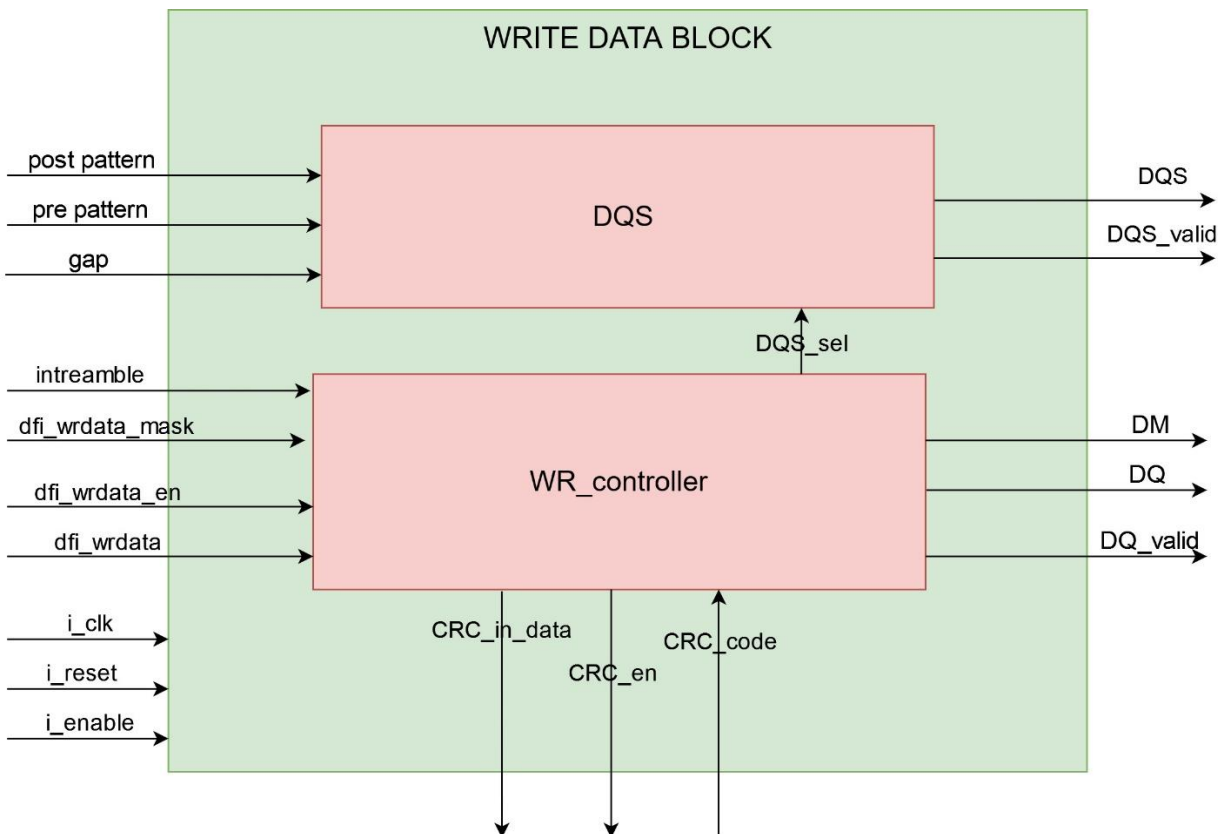 WRITE DATA BLOCK
post pattern
pre pattern
gap
DQS
DQS
DQS_valid
DQS_sel
intreamble
dfi_wrdata_mask
dfi_wrdata_en
dfi_wrdata
WR_controller
DM
DQ
DQ_valid
i_clk
i_reset
i_enable
CRC_in_data
CRC_en
CRC_code